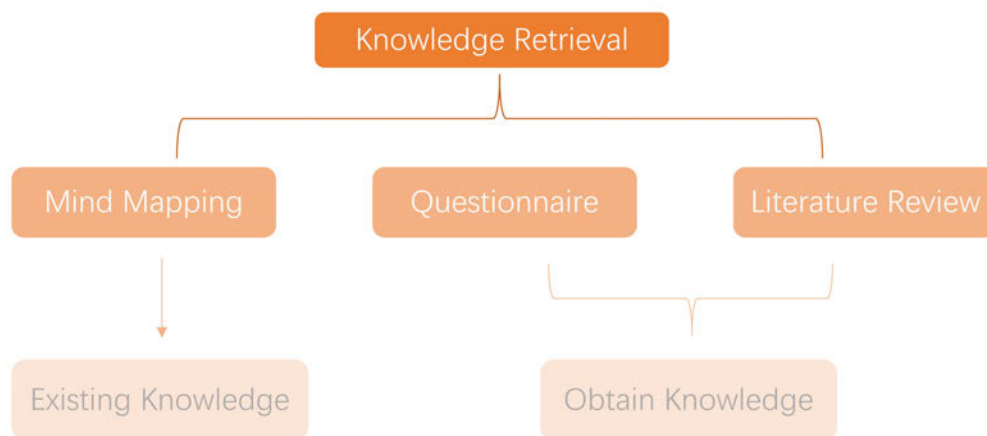 Knowledge Retrieval
Mind Mapping
Questionnaire
Literature Review
Existing Knowledge
Obtain Knowledge